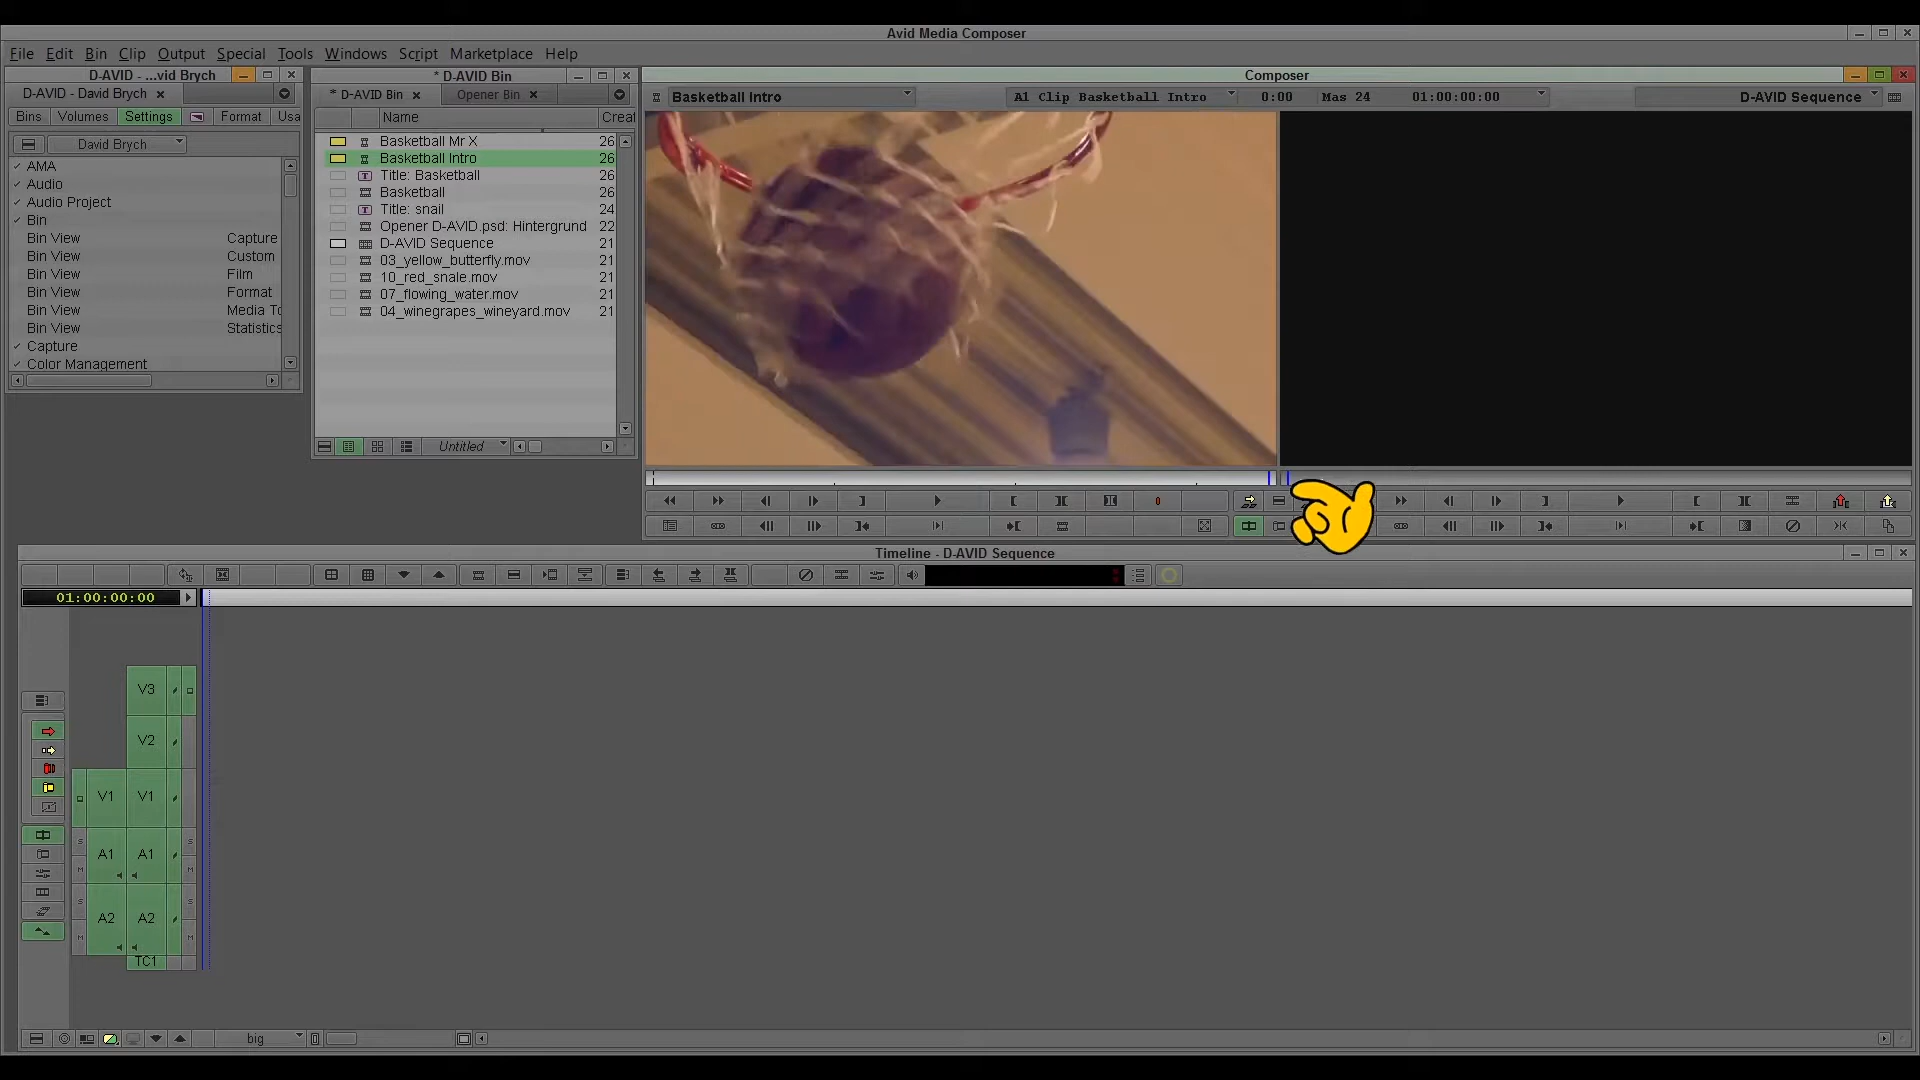 Avid Media Composer
File Edit Bin Clip Output Special Tools Windows Script Marketplace Help
D-AVID - ...vid Brych
D-AVID - David Brych
Bins Volumes Settings Format Usa
David Brych
AMA
Audio
Audio Project
Bin
Bin View Capture
Bin View Custom
Bin View Film
Bin View Format
Bin View Media To
Bin View Statistics
Capture
Color Management
* D-AVID Bin
* D-AVID Bin Opener Bin
Name Creat
Basketball Mr X 26
Basketball Intro 26
Title: Basketball 26
Basketball 26
Title: snail 24
Opener D-AVID.psd: Hintergrund 22
D-AVID Sequence 21
03_yellow_butterfly.mov 21
10_red_snale.mov 21
07_flowing_water.mov 21
04_winegrapes_wineyard.mov 21
Untitled
Composer
Basketball Intro A1 Clip Basketball Intro 0:00 Mas 24 01:00:00:00 D-AVID Sequence
0
Timeline - D-AVID Sequence
01:00:00:00
V3
V2
V1 V1
S S
A1 A1
M M
S S
A2 A2
M M
TC1
big